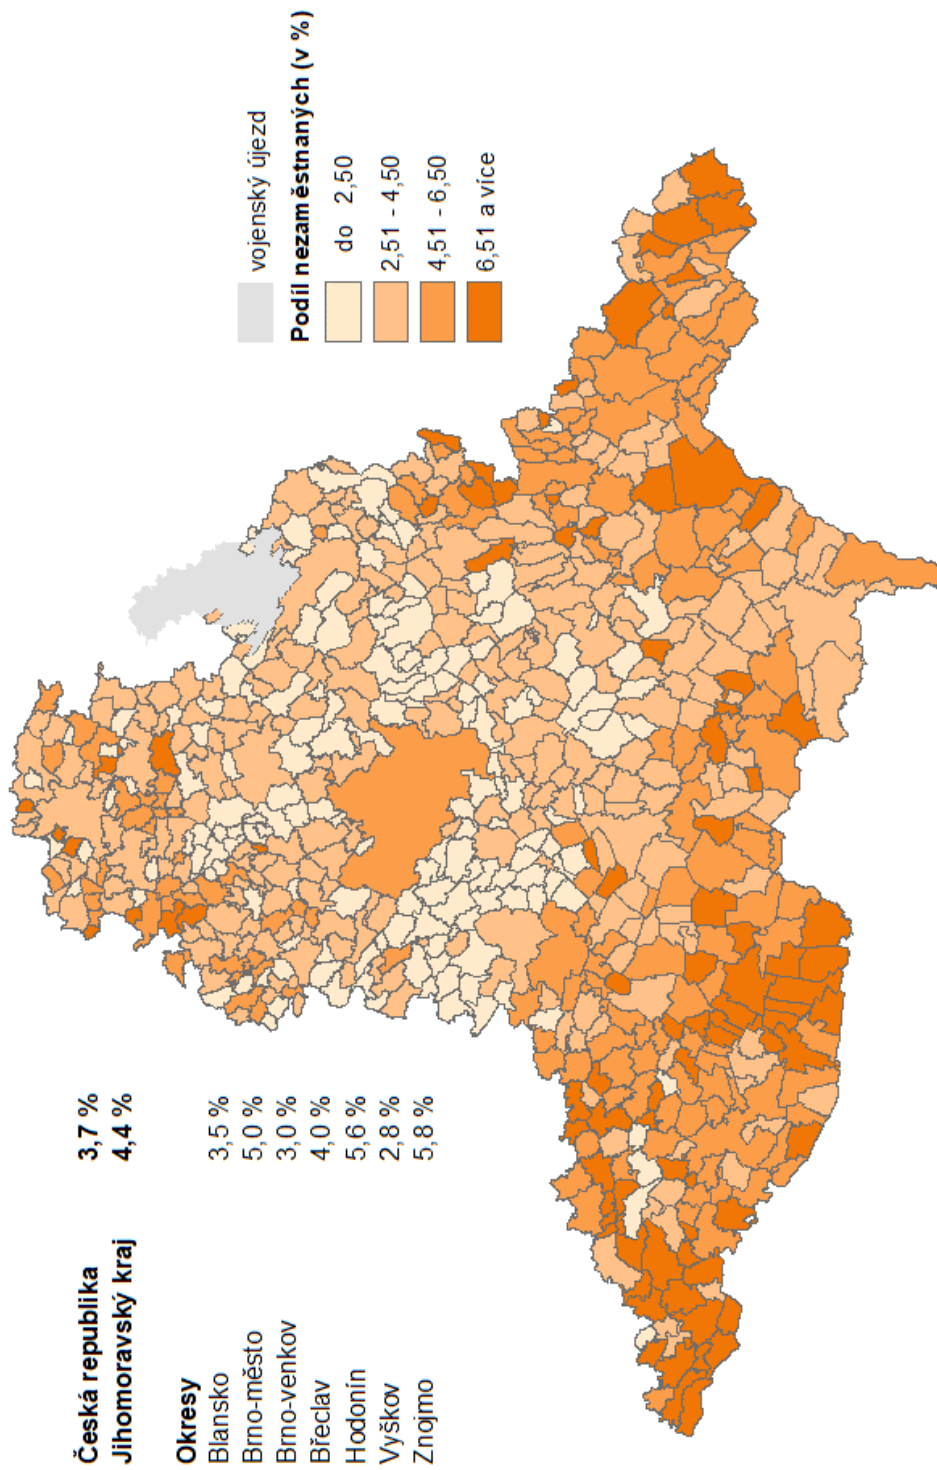 Česká republika 3,7 %
Jihomoravský kraj 4,4 %
Okresy
Blansko 3,5 %
Brno-město 5,0 %
Brno-venkov 3,0 %
Břeclav 4,0 %
Hodonín 5,6 %
Vyškov 2,8 %
Znojmo 5,8 %
vojenský újezd
Podíl nezaměstnaných (v %)
do 2,50
2,51 - 4,50
4,51 - 6,50
6,51 a více